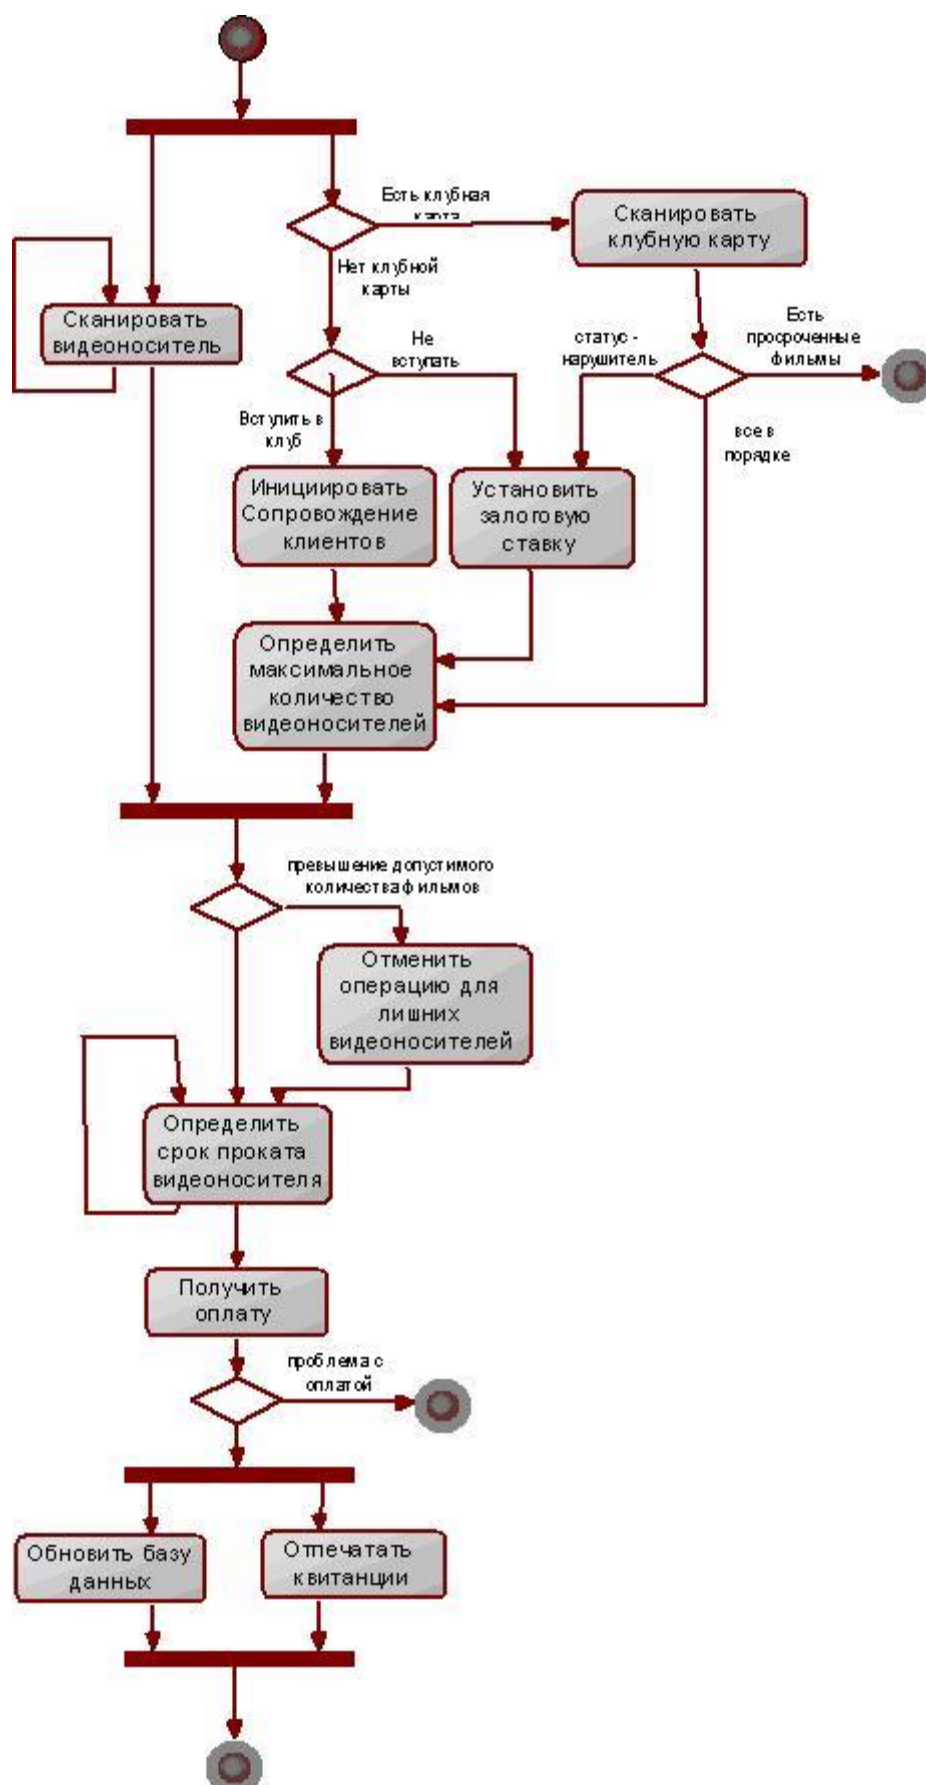 Есть клубная
карта
Сканировать
клубную карту
Нет клубной
карты
Сканировать
видеоноситель
Не
вступать
статус -
нарушитель
Есть
просроченные
фильмы
Вступить в
клуб
все в
порядке
Инициировать
Сопровождение
клиентов
Установить
залоговую
ставку
Определить
максимальное
количество
видеоносителей
превышение допустимого
количества фильмов
Отменить
операцию для
лишних
видеоносителей
Определить
срок проката
видеоносителя
Получить
оплату
проблема с
оплатой
Обновить базу
данных
Отпечатать
квитанции